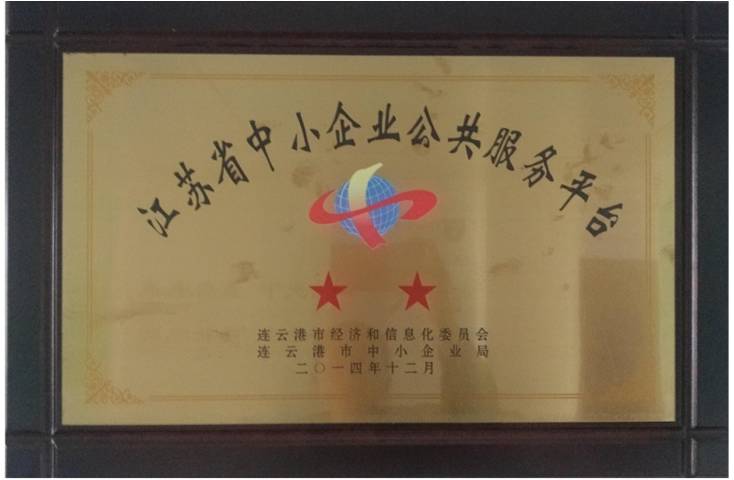 江苏省中小企业公共服务平台
连云港市经济和信息化委员会
连云港市中小企业局
二〇一四年十二月